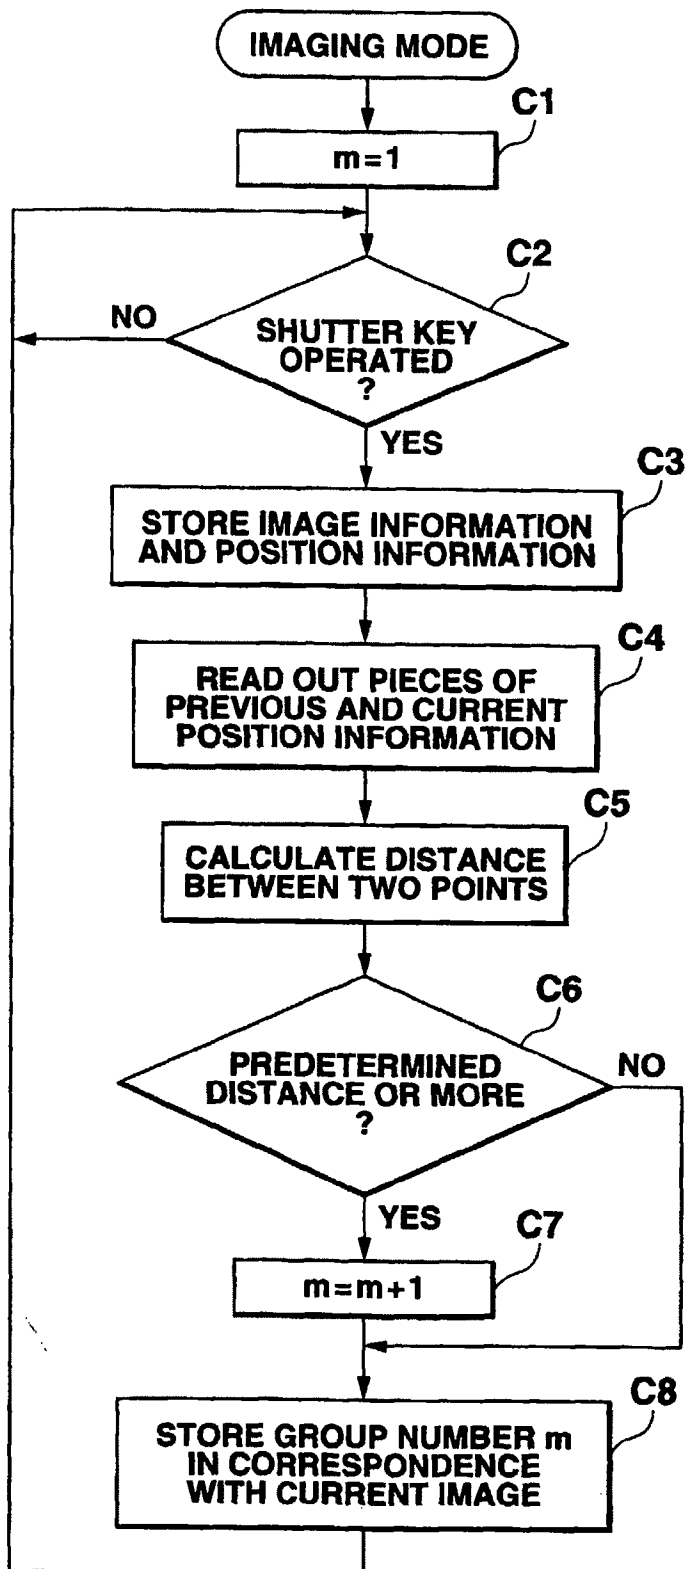 IMAGING MODE
C1
m=1
C2
NO
SHUTTER KEY
OPERATED
?
YES
C3
STORE IMAGE INFORMATION
AND POSITION INFORMATION
C4
READ OUT PIECES OF
PREVIOUS AND CURRENT
POSITION INFORMATION
C5
CALCULATE DISTANCE
BETWEEN TWO POINTS
C6
PREDETERMINED
DISTANCE OR MORE
?
NO
YES
C7
m=m+1
C8
STORE GROUP NUMBER m
IN CORRESPONDENCE
WITH CURRENT IMAGE